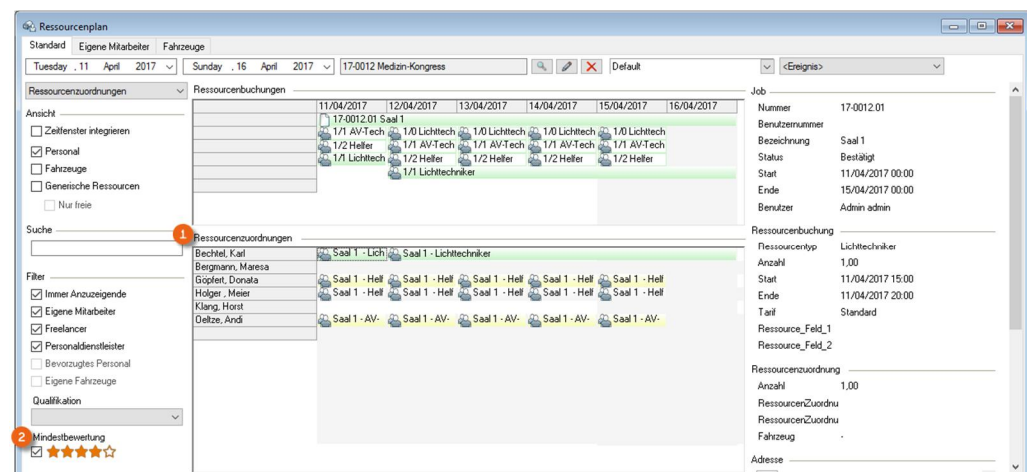 Ressourcenplan
Standard Eigene Mitarbeiter Fahrzeuge
Tuesday , 11 April 2017 Sunday , 16 April 2017 17-0012 Medizin-Kongress Default <Ereignis>
Ressourcenzuordnungen
Ansicht
Zeitfenster integrieren
Personal
Fahrzeuge
Generische Ressourcen
Nur freie
Suche
Filter
Immer Anzuzeigende
Eigene Mitarbeiter
Freelancer
Personaldienstleister
Bevorzugtes Personal
Eigene Fahrzeuge
Qualifikation
2
Mindestbewertung
Ressourcenbuchungen
11/04/2017 12/04/2017 13/04/2017 14/04/2017 15/04/2017 16/04/2017
17-0012.01 Saal 1
1/1 AV-Tech 1/0 Lichttech 1/0 Lichttech 1/0 Lichttech 1/0 Lichttech
1/2 Helfer 1/1 AV-Tech 1/1 AV-Tech 1/1 AV-Tech 1/1 AV-Tech
1/1 Lichttech 1/2 Helfer 1/2 Helfer 1/2 Helfer 1/2 Helfer
1/1 Lichttechniker
1
Ressourcenzuordnungen
Bechtel, Karl Saal 1 - Lich Saal 1 - Lichttechniker
Bergmann, Maresa
Göpfert, Donata Saal 1 - Helf Saal 1 - Helf Saal 1 - Helf Saal 1 - Helf Saal 1 - Helf
Holger , Meier Saal 1 - Helf Saal 1 - Helf Saal 1 - Helf Saal 1 - Helf Saal 1 - Helf
Klang, Horst
Oeltze, Andi Saal 1 - AV- Saal 1 - AV- Saal 1 - AV- Saal 1 - AV- Saal 1 - AV-
Job
Nummer 17-0012.01
Benutzernummer
Bezeichnung Saal 1
Status Bestätigt
Start 11/04/2017 00:00
Ende 15/04/2017 00:00
Benutzer Admin admin
Ressourcenbuchung
Ressourcentyp Lichttechniker
Anzahl 1,00
Start 11/04/2017 15:00
Ende 11/04/2017 20:00
Tarif Standard
Ressource_Feld_1
Ressource_Feld_2
Ressourcenzuordnung
Anzahl 1,00
RessourcenZuordnu
RessourcenZuordnu
Fahrzeug -
Adresse